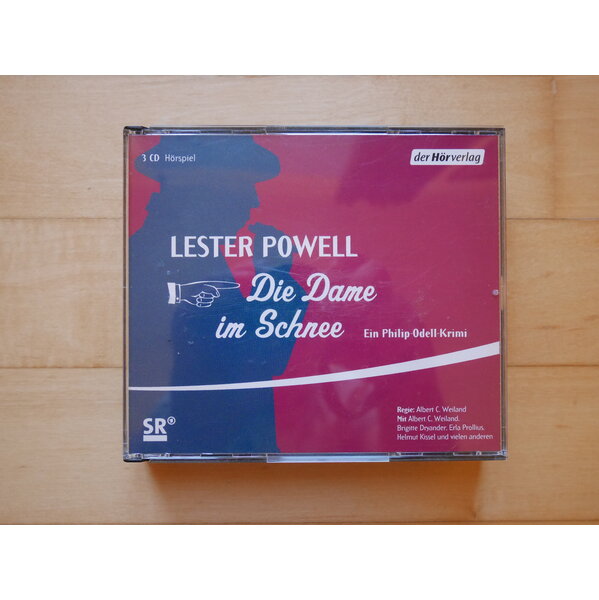 3 CD Hörspiel
der Hörverlag
LESTER POWELL
Die Dame
im Schnee
Ein Philip-Odell-Krimi
Regie: Albert C. Weiland
Mit Albert C. Weiland,
Brigitte Dryander, Erla Prollius,
Helmut Kissel und vielen anderen
SR